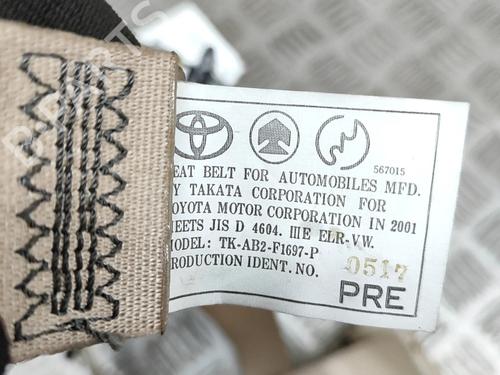 567015
EAT BELT FOR AUTOMOBILES MFD.
Y TAKATA CORPORATION FOR
OYOTA MOTOR CORPORATION IN 2001
EETS JIS D 4604. IIIE ELR-VW.
MODEL: TK-AB2-F1697-P
RODUCTION IDENT. NO. 0517
PRE